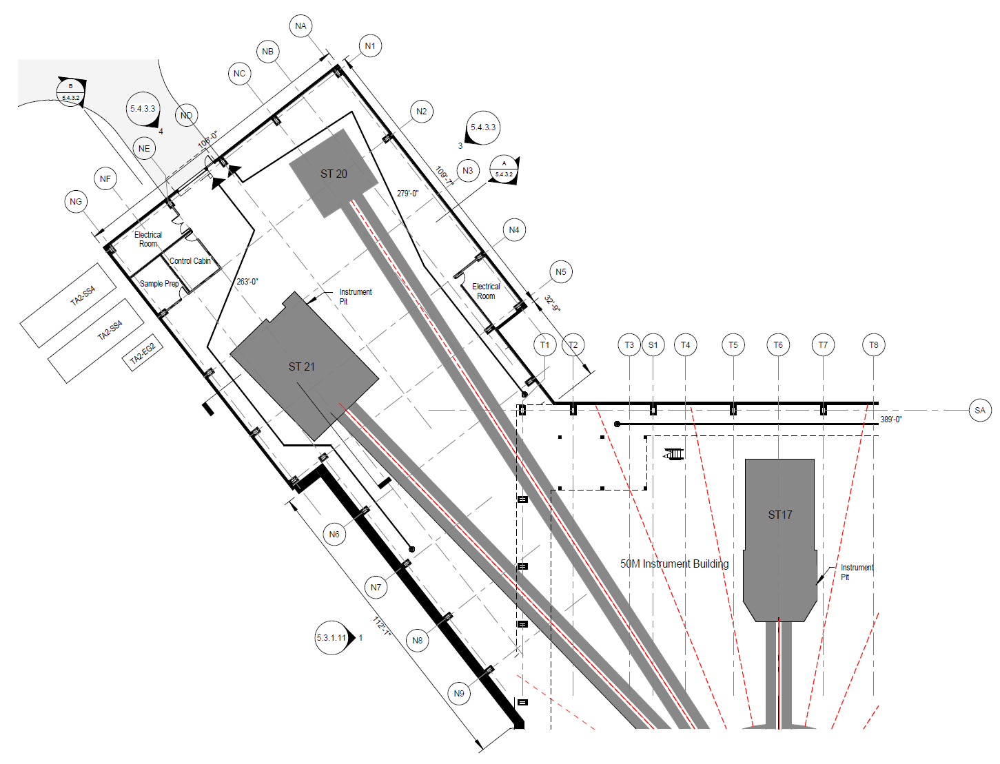 NA
N1
NB
NC
B
5.4.3.2
5.4.3.3
4
ND
N2
5.4.3.3
3
106'-0"
NE
A
5.4.3.2
N3
109'-7"
NF
ST 20
279'-0"
NG
N4
Electrical
Room
Control Cabin
Sample Prep
263'-0"
N5
Electrical
Room
Instrument
Pit
32'-9"
TA2-SS4
TA2-SS4
TA2-EG2
ST 21
T1
T2
T3
S1
T4
T5
T6
T7
T8
SA
389'-0"
ST17
50M Instrument Building
Instrument
Pit
N6
N7
112'-1"
5.3.1.11
1
N8
N9